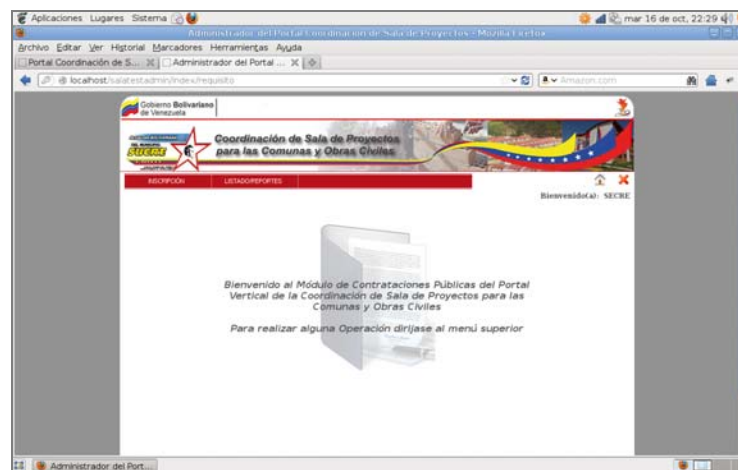 Aplicaciones Lugares Sistema
mar 16 de oct, 22:29
Administrador del Portal Coordinacion de Sala de Proyectos - Mozilla Firefox
Archivo Editar Ver Historial Marcadores Herramientas Ayuda
Portal Coordinación de S...
Administrador del Portal ...
localhost/salatestadmin/index/requisito
Amazon.com
Gobierno Bolivariano
de Venezuela
SUCRE
Coordinación de Sala de Proyectos
para las Comunas y Obras Civiles
INSCRIPCIÓN LISTADO/REPORTES
Bienvenido(a): SECRE
Bienvenido al Módulo de Contrataciones Públicas del Portal
Vertical de la Coordinación de Sala de Proyectos para las
Comunas y Obras Civiles
Para realizar alguna Operación diríjase al menú superior
Administrador del Port...